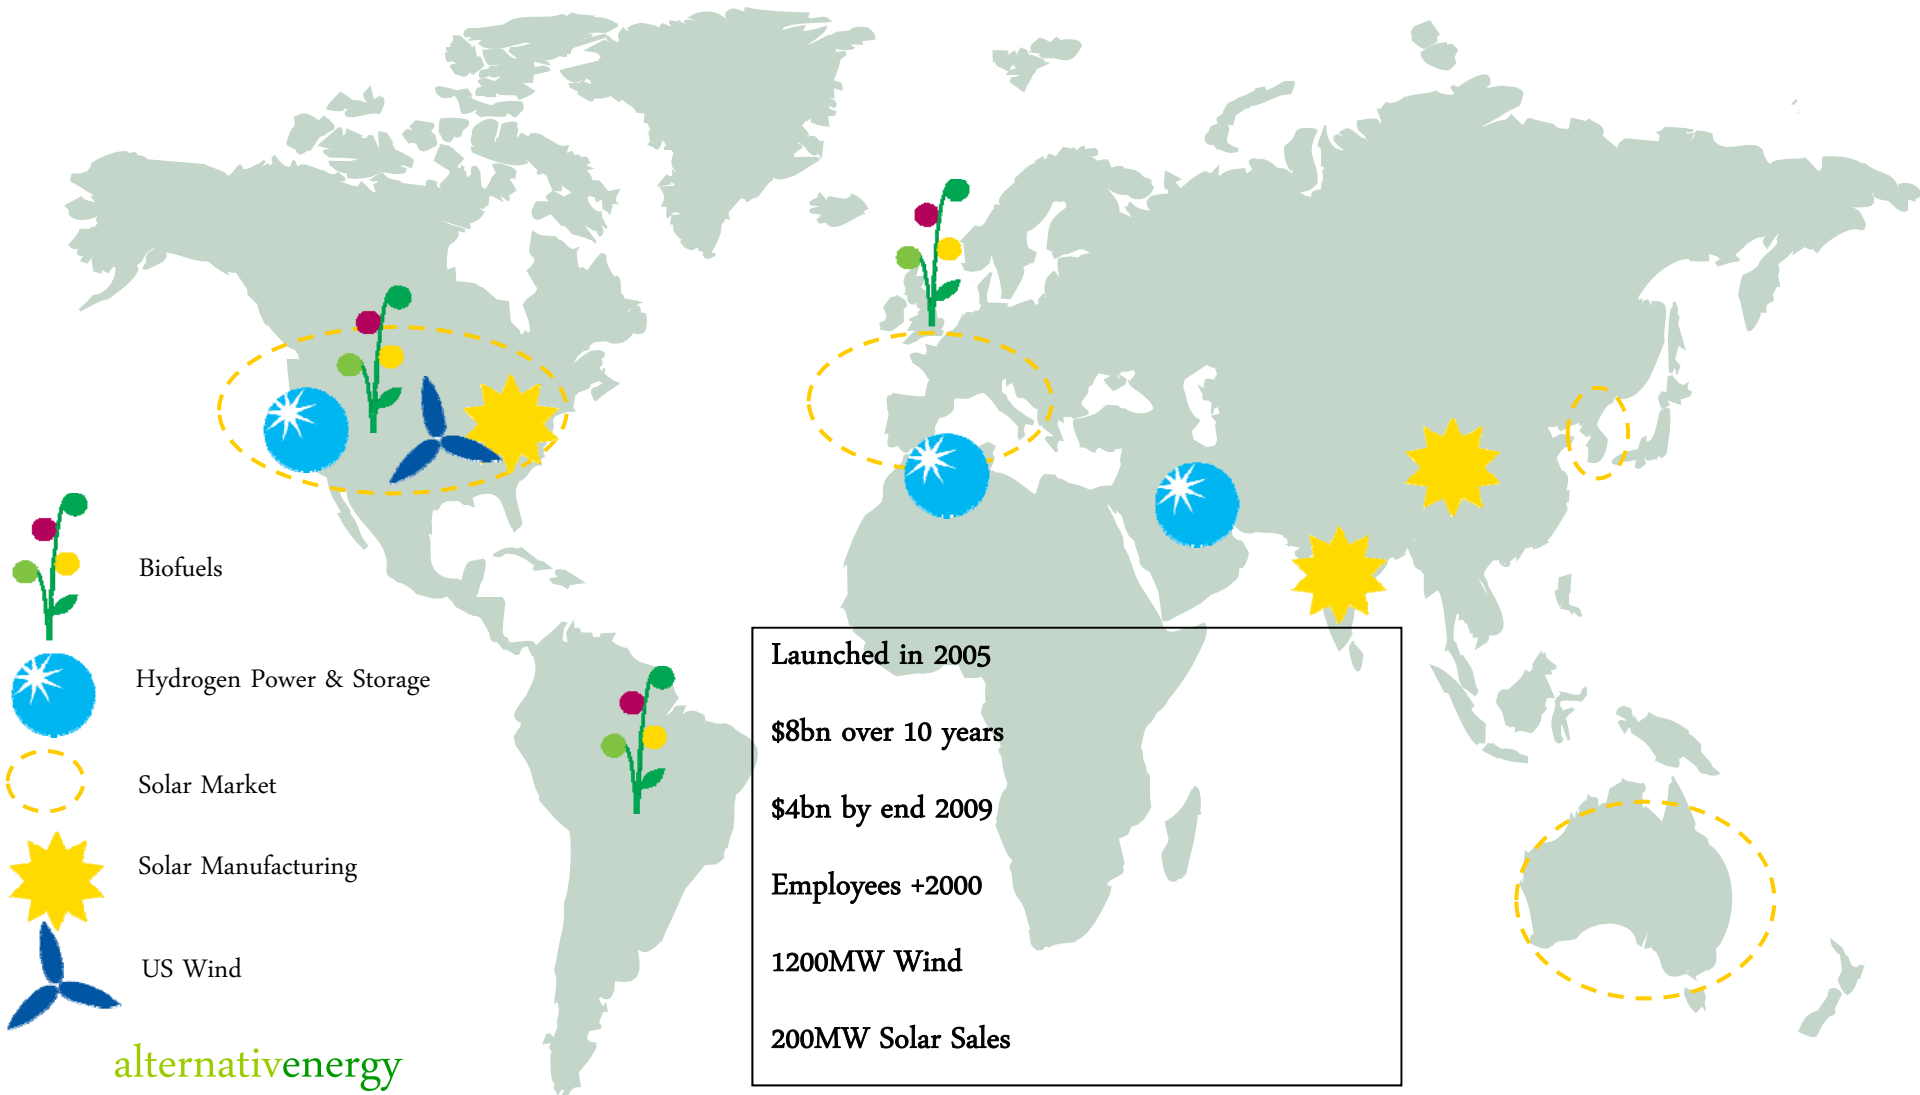 Biofuels
Hydrogen Power & Storage
Solar Market
Solar Manufacturing
US Wind
alternativenergy
Launched in 2005
$8bn over 10 years
$4bn by end 2009
Employees +2000
1200MW Wind
200MW Solar Sales